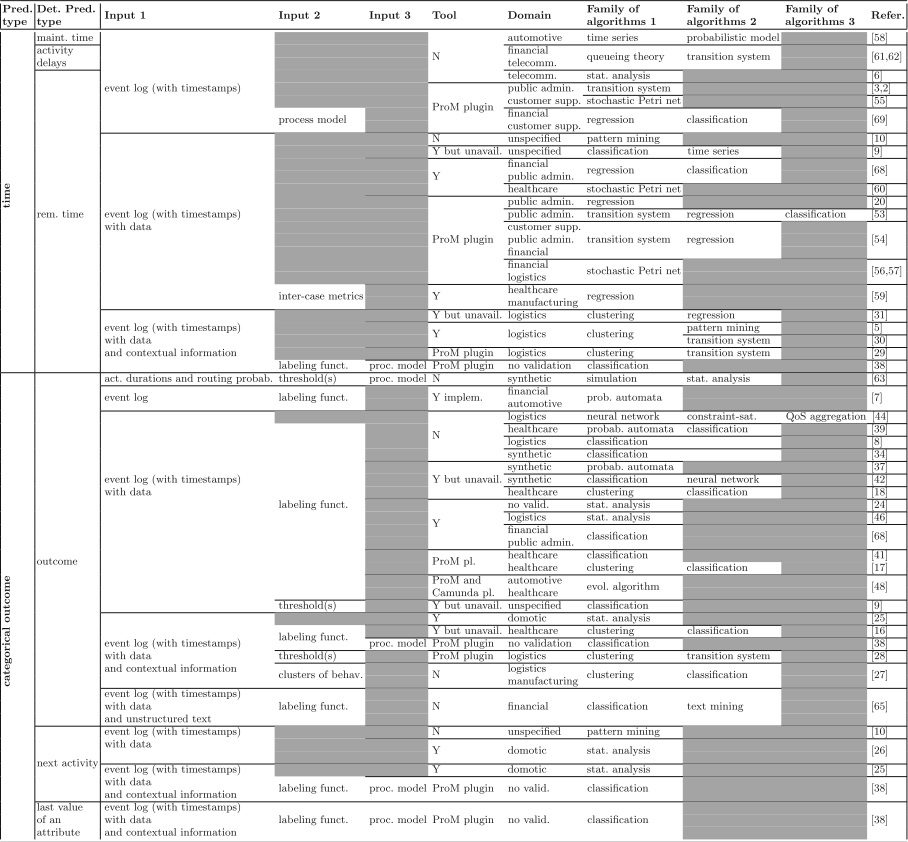 Pred. type Det. Pred. type Input 1 Input 2 Input 3 Tool Domain Family of algorithms 1 Family of algorithms 2 Family of algorithms 3 Refer.
time maint. time event log (with timestamps) N automotive time series probabilistic model [58]
activity delays financial telecomm. queueing theory transition system [61,62]
rem. time telecomm. stat. analysis [6]
ProM plugin public admin. transition system [3,2]
customer supp. stochastic Petri net [55]
process model financial customer supp. regression classification [69]
event log (with timestamps) with data N unspecified pattern mining [10]
Y but unavail. unspecified classification time series [9]
Y financial public admin. regression classification [68]
healthcare stochastic Petri net [60]
ProM plugin public admin. regression [20]
public admin. transition system regression classification [53]
customer supp. public admin. financial transition system regression [54]
financial logistics stochastic Petri net [56,57]
inter-case metrics Y healthcare manufacturing regression [59]
event log (with timestamps) with data and contextual information Y but unavail. logistics clustering regression [31]
Y logistics clustering pattern mining [5]
transition system [30]
ProM plugin logistics clustering transition system [29]
labeling funct. proc. model ProM plugin no validation classification [38]
categorical outcome outcome act. durations and routing probab. threshold(s) proc. model N synthetic simulation stat. analysis [63]
event log labeling funct. Y implem. financial automotive prob. automata [7]
event log (with timestamps) with data labeling funct. N logistics neural network constraint-sat. QoS aggregation [44]
healthcare probab. automata classification [39]
logistics classification [8]
synthetic classification [34]
Y but unavail. synthetic probab. automata [37]
synthetic classification neural network [42]
healthcare clustering classification [18]
Y no valid. stat. analysis [24]
logistics stat. analysis [46]
financial public admin. classification [68]
ProM pl. healthcare classification [41]
healthcare clustering classification [17]
ProM and Camunda pl. automotive healthcare evol. algorithm [48]
threshold(s) Y but unavail. unspecified classification [9]
event log (with timestamps) with data and contextual information Y domotic stat. analysis [25]
labeling funct. Y but unavail. healthcare clustering classification [16]
proc. model ProM plugin no validation classification [38]
threshold(s) ProM plugin logistics clustering transition system [28]
clusters of behav. N logistics manufacturing clustering classification [27]
event log (with timestamps) with data and unstructured text labeling funct. N financial classification text mining [65]
next activity event log (with timestamps) with data N unspecified pattern mining [10]
Y domotic stat. analysis [26]
event log (with timestamps) with data and contextual information Y domotic stat. analysis [25]
labeling funct. proc. model ProM plugin no valid. classification [38]
last value of an attribute event log (with timestamps) with data and contextual information labeling funct. proc. model ProM plugin no valid. classification [38]